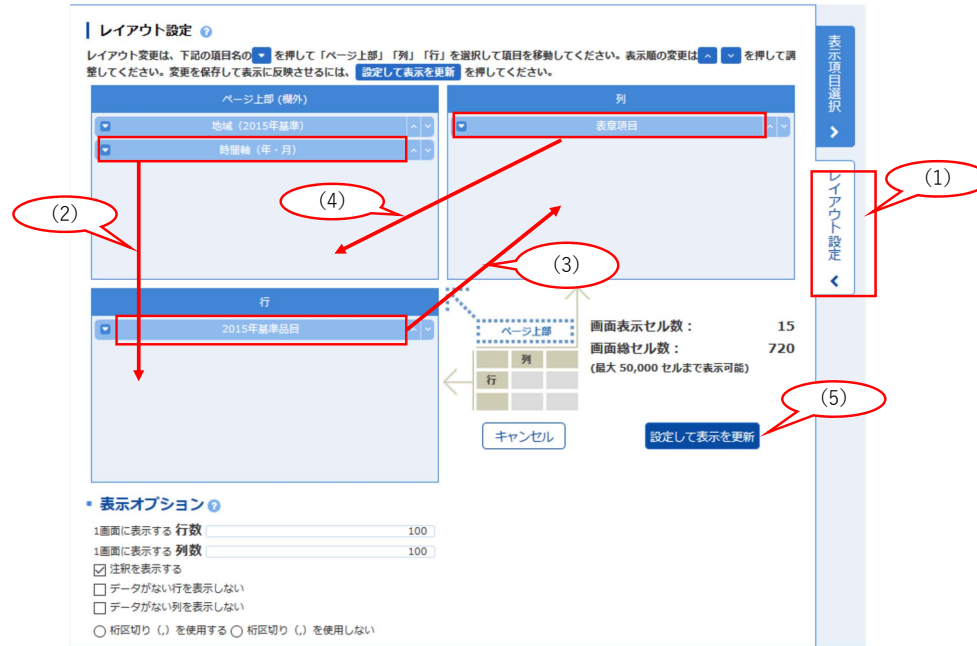 レイアウト設定 ?
レイアウト変更は、下記の項目名の を押して「ページ上部」「列」「行」を選択して項目を移動してください。表示順の変更は を押して調
整してください。変更を保存して表示に反映させるには、 設定して表示を更新 を押してください。
ページ上部 (欄外)
地域（2015年基準）
時間軸（年・月）
列
表章項目
表示項目選択
レイアウト設定
(1)
(2)
(4)
(3)
行
2015年基準品目
ページ上部
列
行
画面表示セル数： 15
画面総セル数： 720
(最大 50,000 セルまで表示可能)
(5)
キャンセル
設定して表示を更新
表示オプション ?
1画面に表示する 行数 100
1画面に表示する 列数 100
注釈を表示する
データがない行を表示しない
データがない列を表示しない
桁区切り（,）を使用する 桁区切り（,）を使用しない